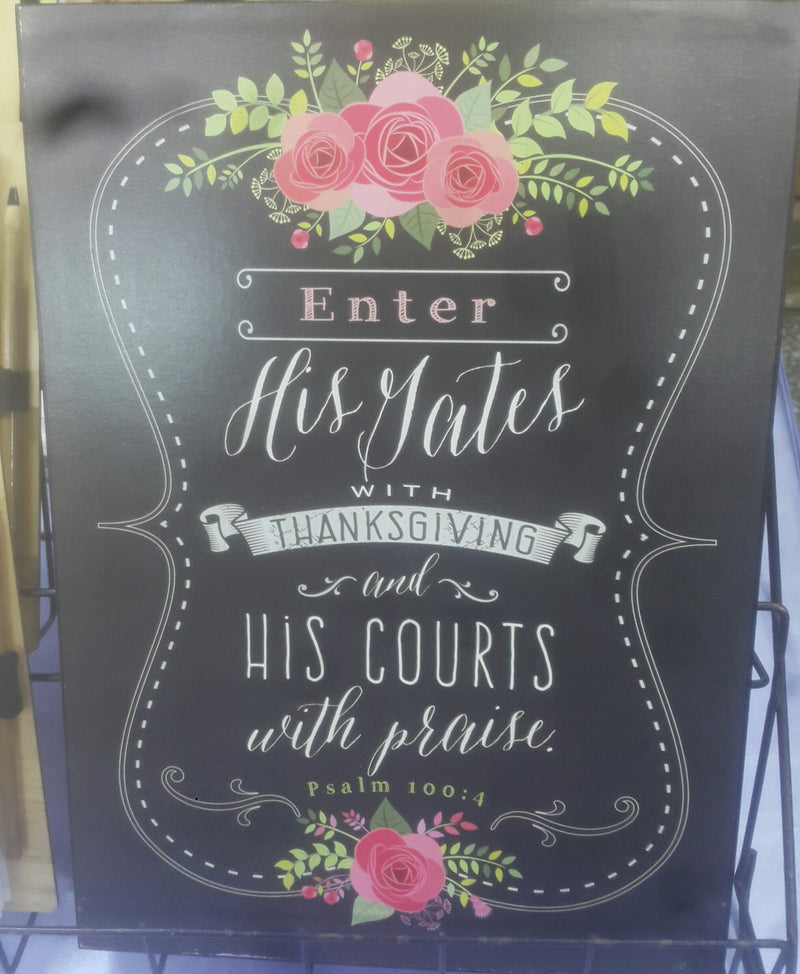 Enter
His Gates
WITH
THANKSGIVING
and
HiS COURTS
with praise.
Psalm 100:4